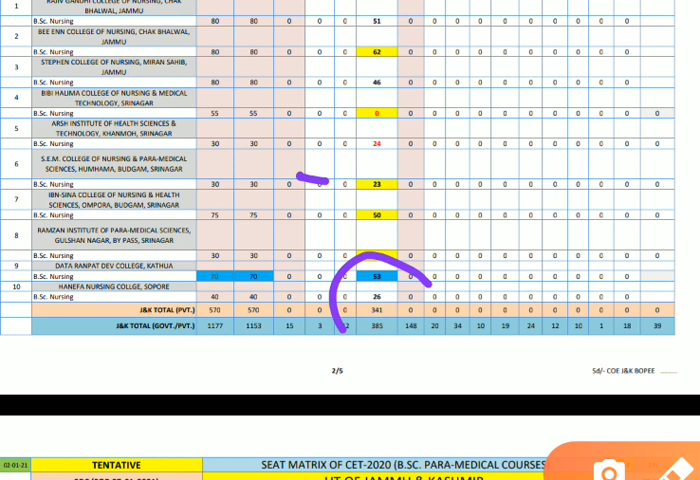 1 RAJIV GANDHI COLLEGE OF NURSING, CHAK
BHALWAL, JAMMU
B.Sc. Nursing 80 80 0 0 0 51 0 0 0 0 0 0 0 0 0
2 BEE ENN COLLEGE OF NURSING, CHAK BHALWAL,
JAMMU
B.Sc. Nursing 80 80 0 0 0 62 0 0 0 0 0 0 0 0 0
3 STEPHEN COLLEGE OF NURSING, MIRAN SAHIB,
JAMMU
B.Sc. Nursing 80 80 0 0 0 46 0 0 0 0 0 0 0 0 0
4 BIBI HALIMA COLLEGE OF NURSING & MEDICAL
TECHNOLOGY, SRINAGAR
B.Sc. Nursing 55 55 0 0 0 0 0 0 0 0 0 0 0 0 0 0
5 ARSH INSTITUTE OF HEALTH SCIENCES &
TECHNOLOGY, KHANMOH, SRINAGAR
B.Sc. Nursing 30 30 0 0 0 24 0 0 0 0 0 0 0 0 0
6 S.E.M. COLLEGE OF NURSING & PARA-MEDICAL
SCIENCES, HUMHAMA, BUDGAM, SRINAGAR
B.Sc. Nursing 30 30 0 0 0 23 0 0 0 0 0 0 0 0 0 0
7 IBN-SINA COLLEGE OF NURSING & HEALTH
SCIENCES, OMPORA, BUDGAM, SRINAGAR
B.Sc. Nursing 75 75 0 0 0 50 0 0 0 0 0 0 0 0 0 0
8 RAMZAN INSTITUTE OF PARA-MEDICAL SCIENCES,
GULSHAN NAGAR, BY PASS, SRINAGAR
B.Sc. Nursing 30 30 0 0 0 0 0 0 0 0 0 0 0 0 0
9 DATA RANPAT DEV COLLEGE, KATHUA
B.Sc. Nursing 70 70 0 0 0 53 0 0 0 0 0 0 0 0 0 0
10 HANEFA NURSING COLLGE, SOPORE
B.Sc. Nursing 40 40 0 0 0 26 0 0 0 0 0 0 0 0 0
J&K TOTAL (PVT.) 570 570 0 0 0 341 0 0 0 0 0 0 0 0 0 0
J&K TOTAL (GOVT./PVT.) 1177 1153 15 3 385 148 20 34 10 19 24 12 10 1 18 39
2/5
Sd/- COE J&K BOPEE
02-01-21 TENTATIVE SEAT MATRIX OF CET-2020 (B.SC. PARA-MEDICAL COURSES
UT OF JAMMU & KASHMIR